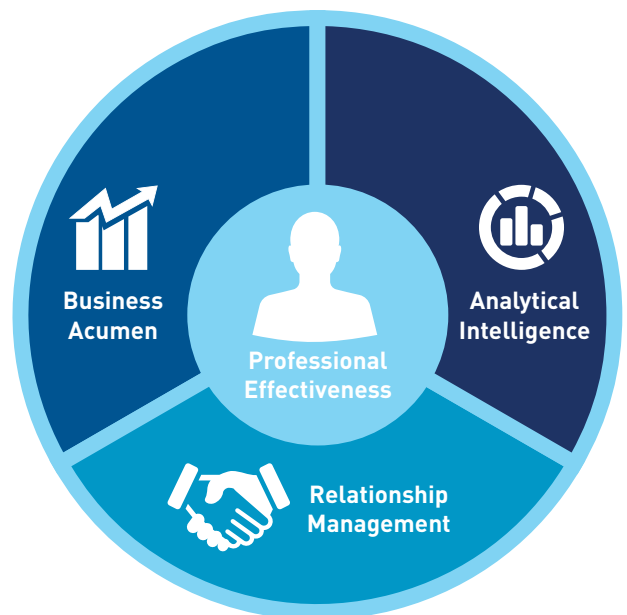 Business
Acumen
Analytical
Intelligence
Professional
Effectiveness
Relationship
Management